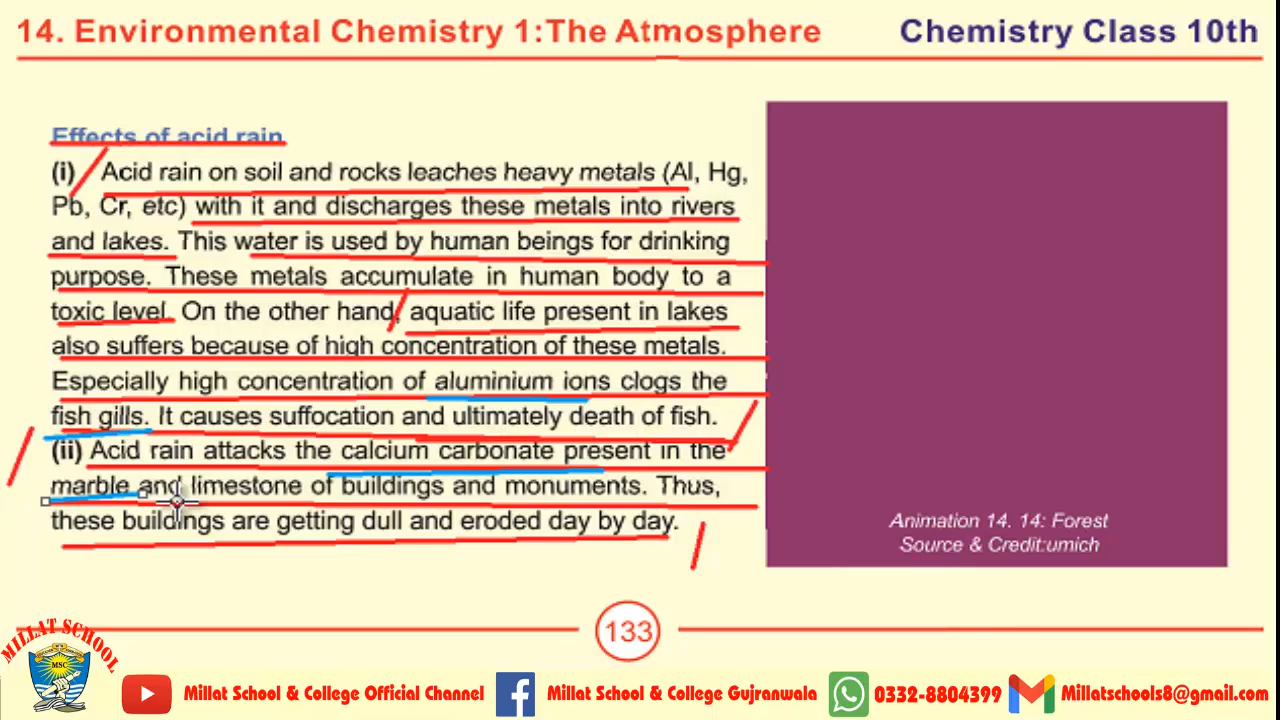 14. Environmental Chemistry 1:The Atmosphere
Chemistry Class 10th
Effects of acid rain
(i) Acid rain on soil and rocks leaches heavy metals (Al, Hg,
Pb, Cr, etc) with it and discharges these metals into rivers
and lakes. This water is used by human beings for drinking
purpose. These metals accumulate in human body to a
toxic level. On the other hand, aquatic life present in lakes
also suffers because of high concentration of these metals.
Especially high concentration of aluminium ions clogs the
fish gills. It causes suffocation and ultimately death of fish.
(ii) Acid rain attacks the calcium carbonate present in the
marble and limestone of buildings and monuments. Thus,
these buildings are getting dull and eroded day by day.
Animation 14. 14: Forest
Source & Credit:umich
133
MILLAT SCHOOL
MSC
Millat School & College Official Channel
Millat School & College Gujranwala
0332-8804399
Millatschools8@gmail.com